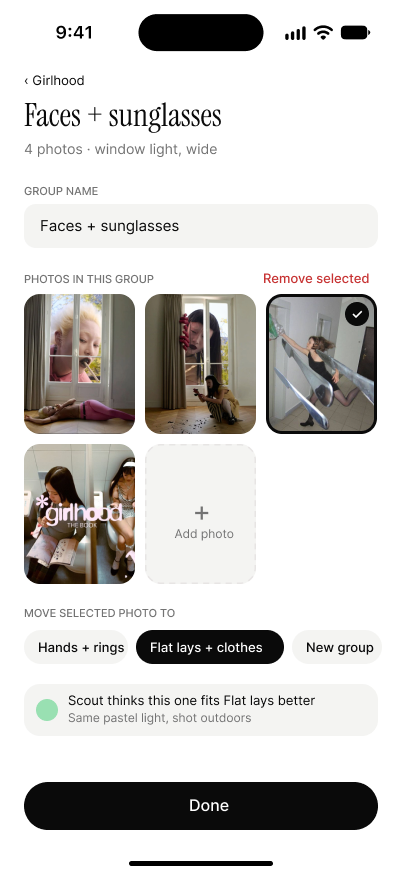 9:41
‹ Girlhood
Faces + sunglasses
4 photos · window light, wide
GROUP NAME
Faces + sunglasses
PHOTOS IN THIS GROUP
Remove selected
*girlhood
THE BOOK
+
Add photo
MOVE SELECTED PHOTO TO
Hands + rings
Flat lays + clothes
New group
Scout thinks this one fits Flat lays better
Same pastel light, shot outdoors
Done